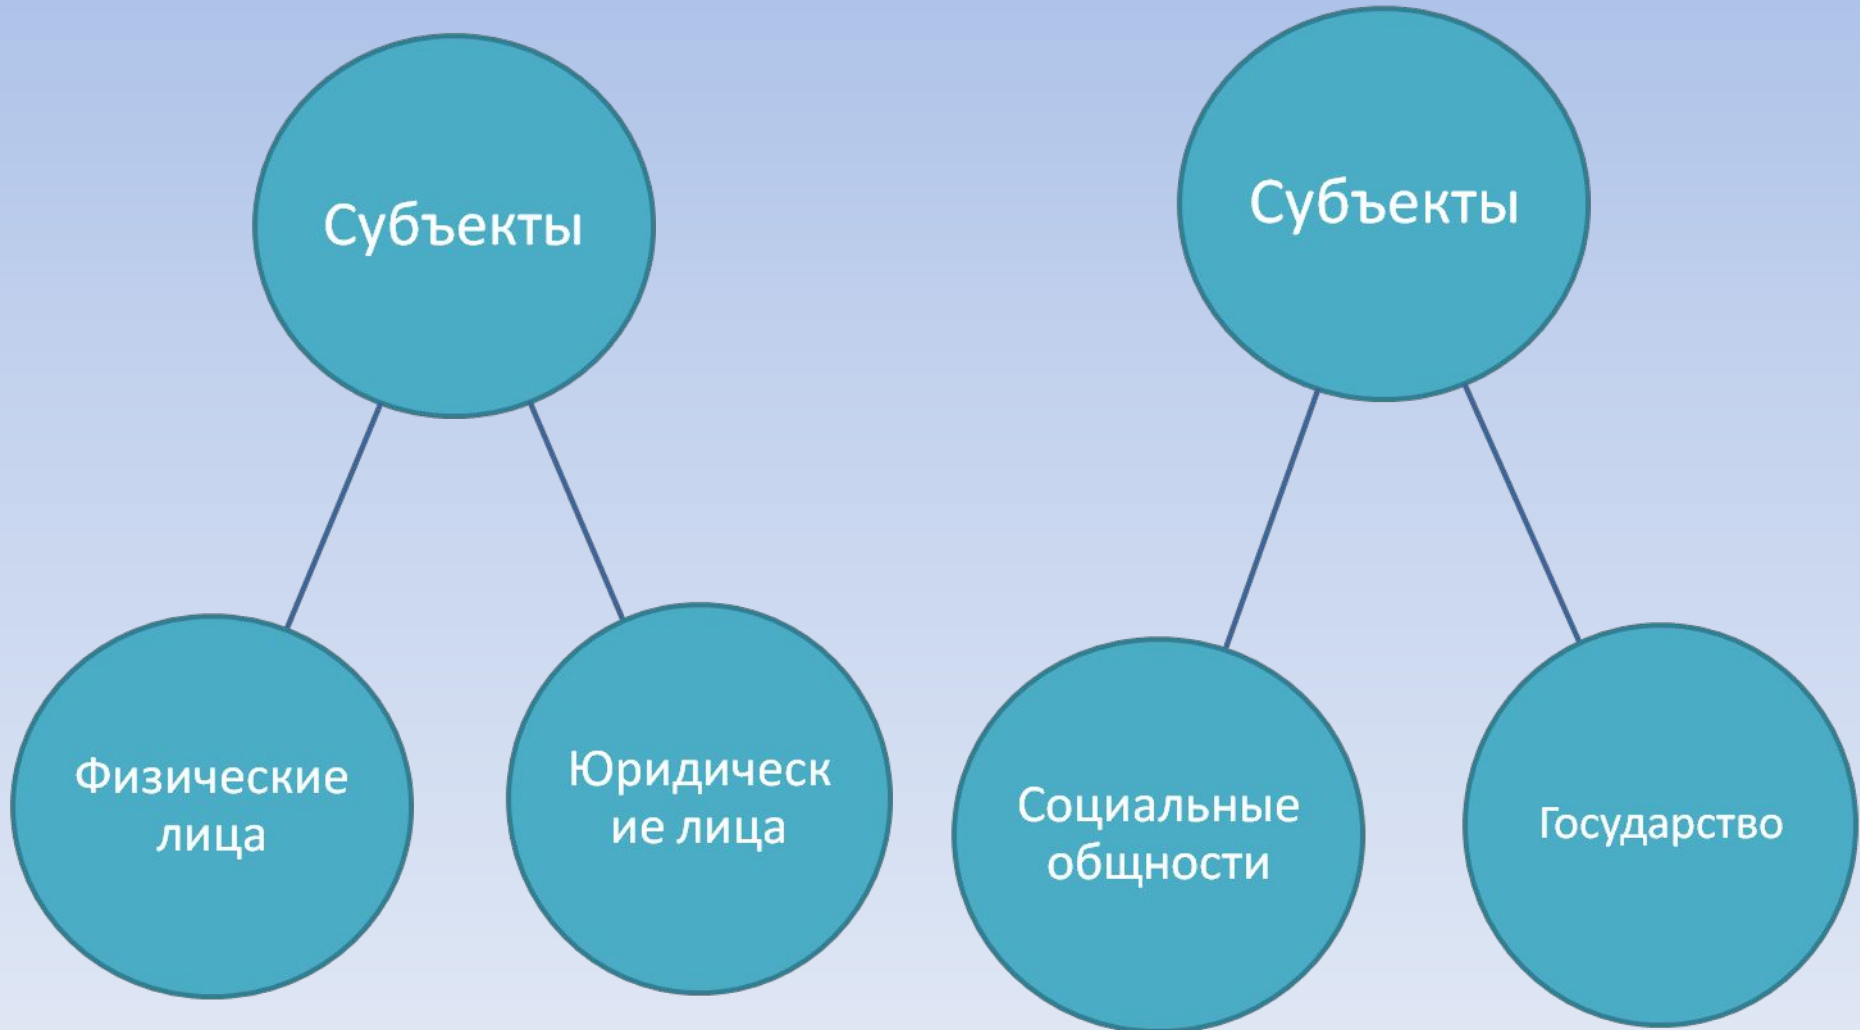 Субъекты
Субъекты
Физические
лица
Юридическ
ие лица
Социальные
общности
Государство